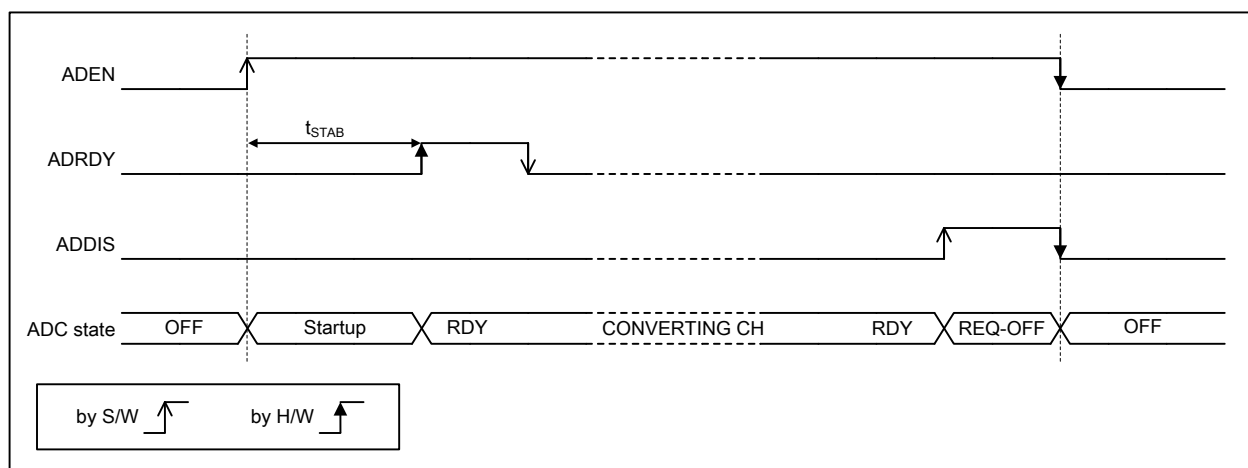 ADEN
tSTAB
ADRDY
ADDIS
ADC state OFF Startup RDY CONVERTING CH RDY REQ-OFF OFF
by S/W by H/W